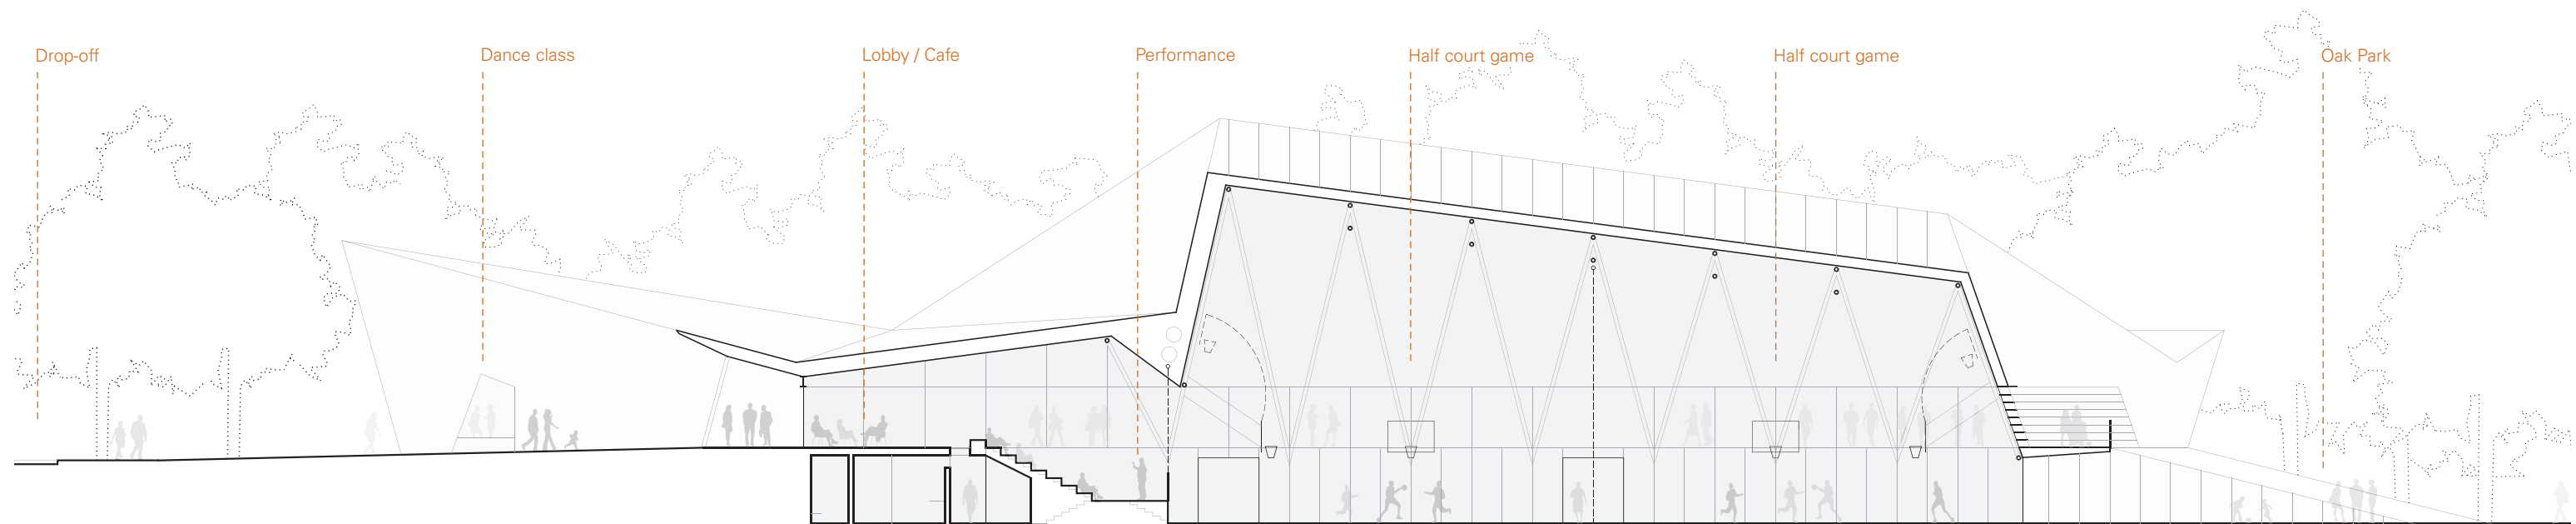 Drop-off
Dance class
Lobby / Cafe
Performance
Half court game
Half court game
Oak Park